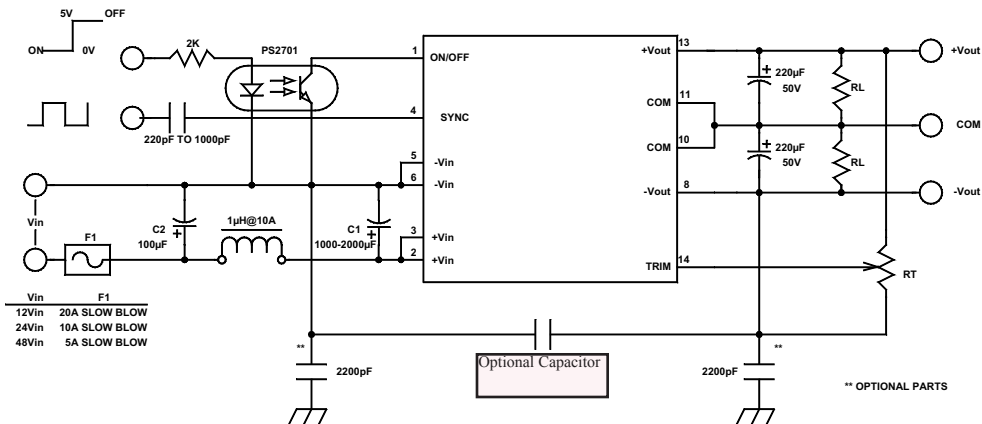 5V OFF
ON 0V
2K
PS2701
1
ON/OFF
4
SYNC
220pF TO 1000pF
5
-Vin
6
-Vin
Vin
F1
C2
100µF
1µH@10A
C1
1000-2000µF
3
+Vin
2
+Vin
Vin F1
12Vin 20A SLOW BLOW
24Vin 10A SLOW BLOW
48Vin 5A SLOW BLOW
+Vout
13
+Vout
220µF
50V
RL
COM
11
COM
COM
10
220µF
50V
RL
-Vout
8
-Vout
TRIM
14
RT
**
2200pF
Optional Capacitor
**
2200pF
** OPTIONAL PARTS
+
+
+
+